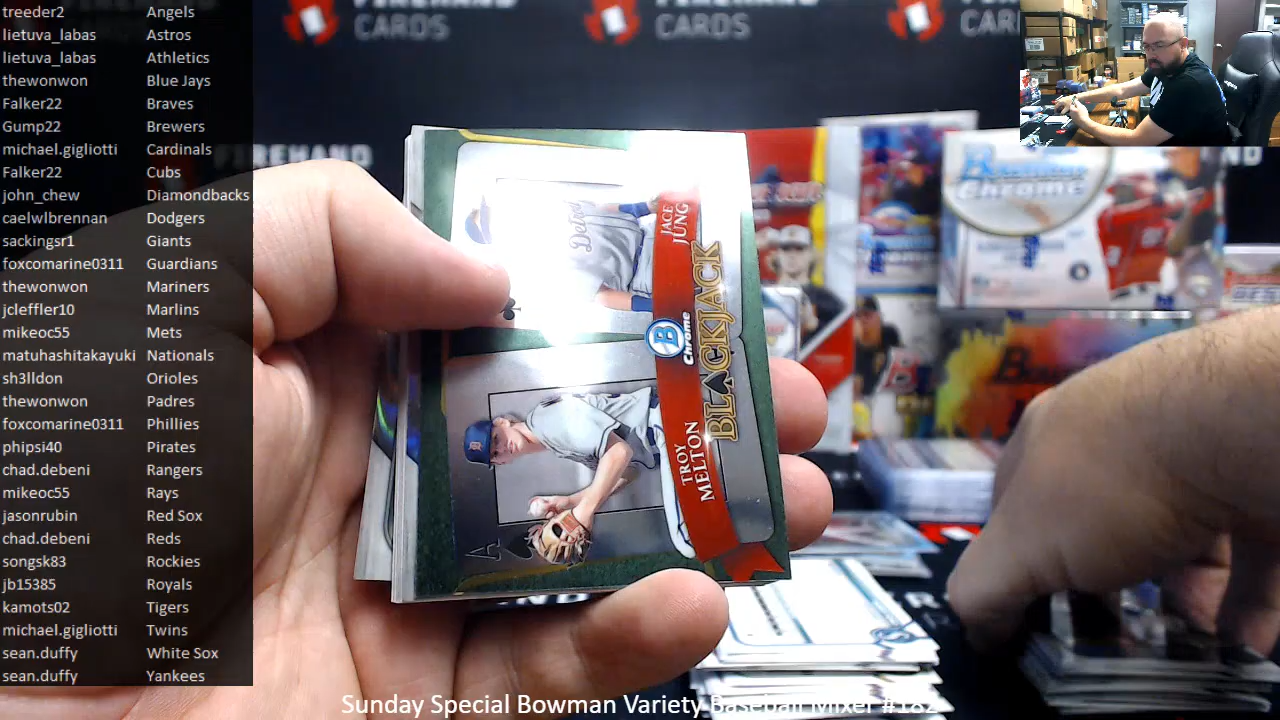 treeder2 Angels
lietuva_labas Astros
lietuva_labas Athletics
thewonwon Blue Jays
Falker22 Braves
Gump22 Brewers
michael.gigliotti Cardinals
Falker22 Cubs
john_chew Diamondbacks
caelwlbrennan Dodgers
sackingsr1 Giants
foxcomarine0311 Guardians
thewonwon Mariners
jcleffler10 Marlins
mikeoc55 Mets
matuhashitakayuki Nationals
sh3lldon Orioles
thewonwon Padres
foxcomarine0311 Phillies
phipsi40 Pirates
chad.debeni Rangers
mikeoc55 Rays
jasonrubin Red Sox
chad.debeni Reds
songsk83 Rockies
jb15385 Royals
kamots02 Tigers
michael.gigliotti Twins
sean.duffy White Sox
sean.duffy Yankees
CARDS
CARDS
JACE
JUNG
Detroit
B
Chrome
BLACKJACK
TROY
MELTON
A
Bowman
Chrome
Sunday Special Bowman Variety Baseball Mixer #182